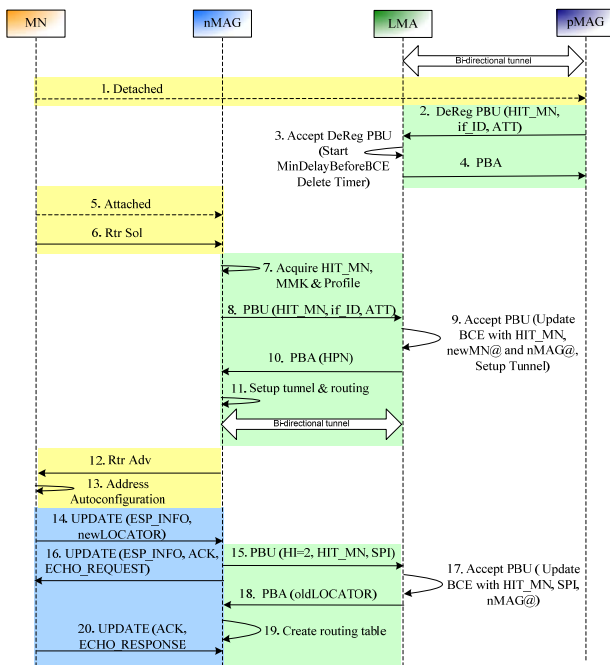 MN
nMAG
LMA
pMAG
Bi-directional tunnel
1. Detached
2. DeReg PBU (HIT_MN,
if_ID, ATT)
3. Accept DeReg PBU
(Start
MinDelayBeforeBCE
Delete Timer)
4. PBA
5. Attached
6. Rtr Sol
7. Acquire HIT_MN,
MMK & Profile
8. PBU (HIT_MN, if_ID, ATT)
9. Accept PBU (Update
BCE with HIT_MN,
newMN@ and nMAG@,
Setup Tunnel)
10. PBA (HPN)
11. Setup tunnel & routing
Bi-directional tunnel
12. Rtr Adv
13. Address
Autoconfiguration
14. UPDATE (ESP_INFO,
newLOCATOR)
15. PBU (HI=2, HIT_MN, SPI)
16. UPDATE (ESP_INFO, ACK,
ECHO_REQUEST)
17. Accept PBU ( Update
BCE with HIT_MN, SPI,
nMAG@)
18. PBA (oldLOCATOR)
19. Create routing table
20. UPDATE (ACK,
ECHO_RESPONSE